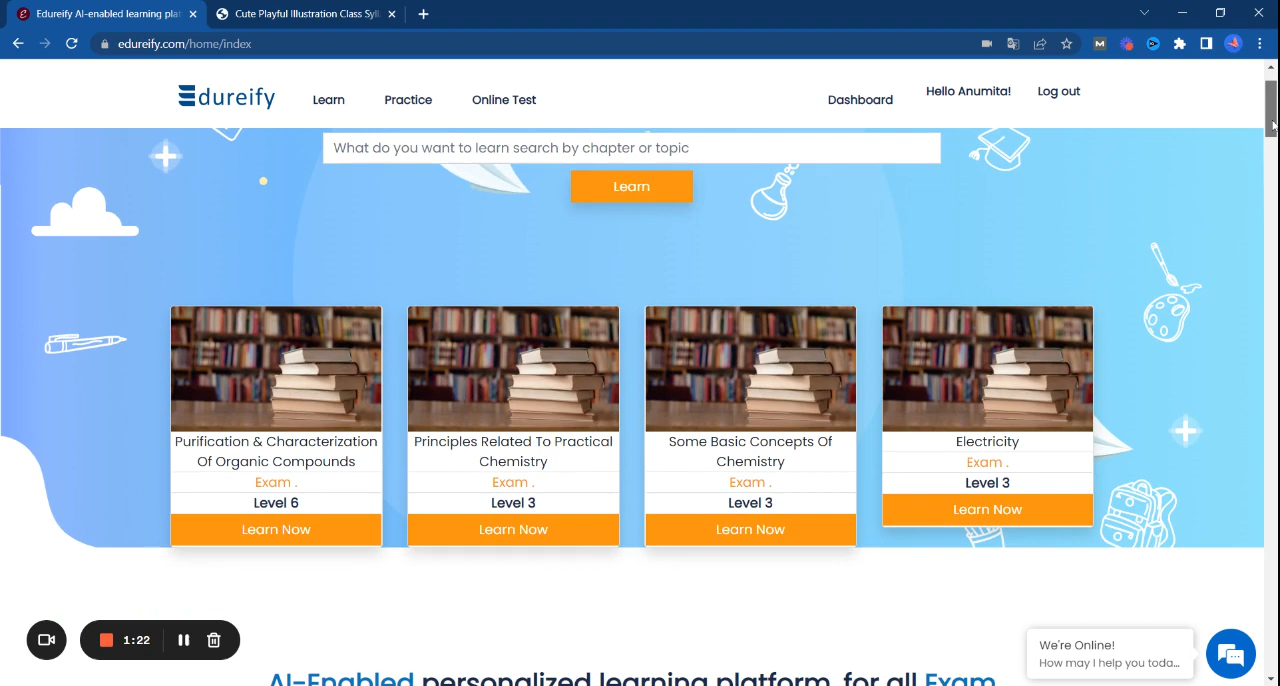 Edureify AI-enabled learning plat
Cute Playful Illustration Class Syll
edureify.com/home/index
Edureify
Learn
Practice
Online Test
Dashboard
Hello Anumita!
Log out
What do you want to learn search by chapter or topic
Learn
Purification & Characterization
Of Organic Compounds
Exam .
Level 6
Learn Now
Principles Related To Practical
Chemistry
Exam .
Level 3
Learn Now
Some Basic Concepts Of
Chemistry
Exam .
Level 3
Learn Now
Electricity
Exam .
Level 3
Learn Now
1:22
We're Online!
How may I help you toda...
AI-Enabled personalized learning platform, for all Exam